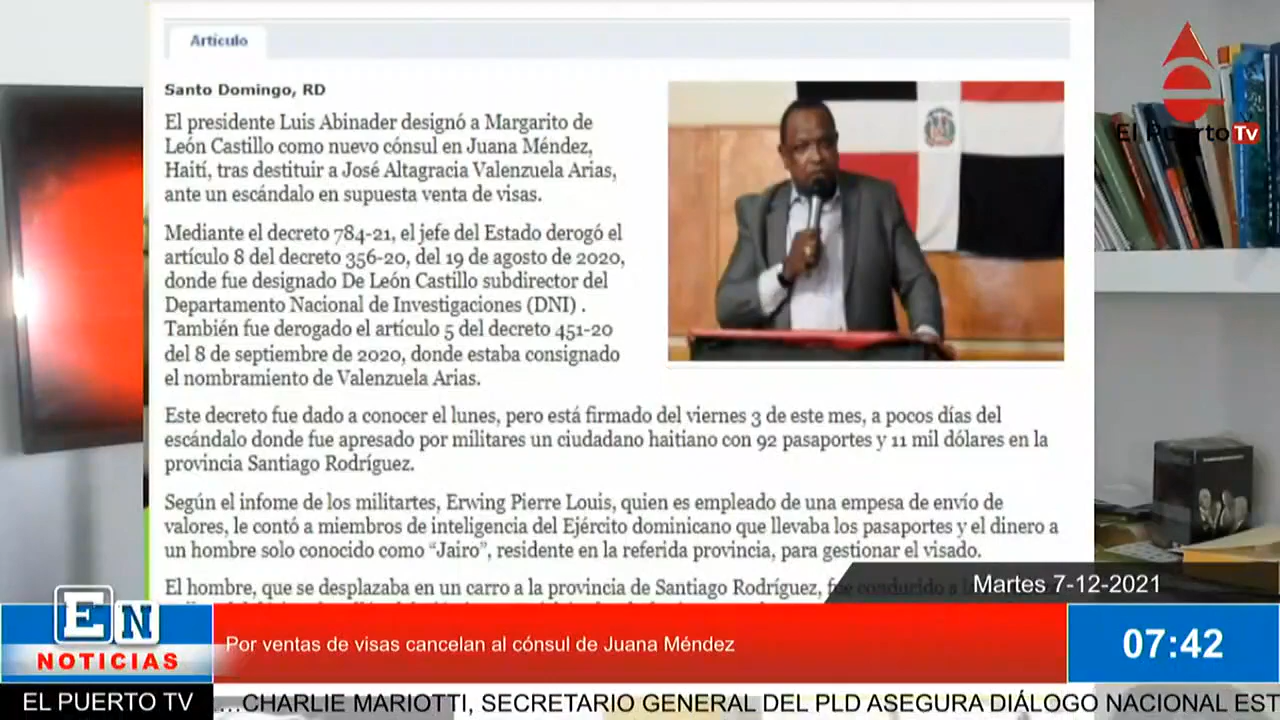 Artículo
Santo Domingo, RD
El presidente Luis Abinader designó a Margarito de
León Castillo como nuevo cónsul en Juana Méndez,
Haití, tras destituir a José Altagracia Valenzuela Arias,
ante un escándalo en supuesta venta de visas.
Mediante el decreto 784-21, el jefe del Estado derogó el
artículo 8 del decreto 356-20, del 19 de agosto de 2020,
donde fue designado De León Castillo subdirector del
Departamento Nacional de Investigaciones (DNI) .
También fue derogado el artículo 5 del decreto 451-20
del 8 de septiembre de 2020, donde estaba consignado
el nombramiento de Valenzuela Arias.
Este decreto fue dado a conocer el lunes, pero está firmado del viernes 3 de este mes, a pocos días del
escándalo donde fue apresado por militares un ciudadano haitiano con 92 pasaportes y 11 mil dólares en la
provincia Santiago Rodríguez.
Según el infome de los militartes, Erwing Pierre Louis, quien es empleado de una empesa de envío de
valores, le contó a miembros de inteligencia del Ejército dominicano que llevaba los pasaportes y el dinero a
un hombre solo conocido como “Jairo”, residente en la referida provincia, para gestionar el visado.
El hombre, que se desplazaba en un carro a la provincia de Santiago Rodríguez, fue conducido a
El Puerto Tv
Martes 7-12-2021
EN
NOTICIAS
Por ventas de visas cancelan al cónsul de Juana Méndez
07:42
EL PUERTO TV
...CHARLIE MARIOTTI, SECRETARIO GENERAL DEL PLD ASEGURA DIÁLOGO NACIONAL EST